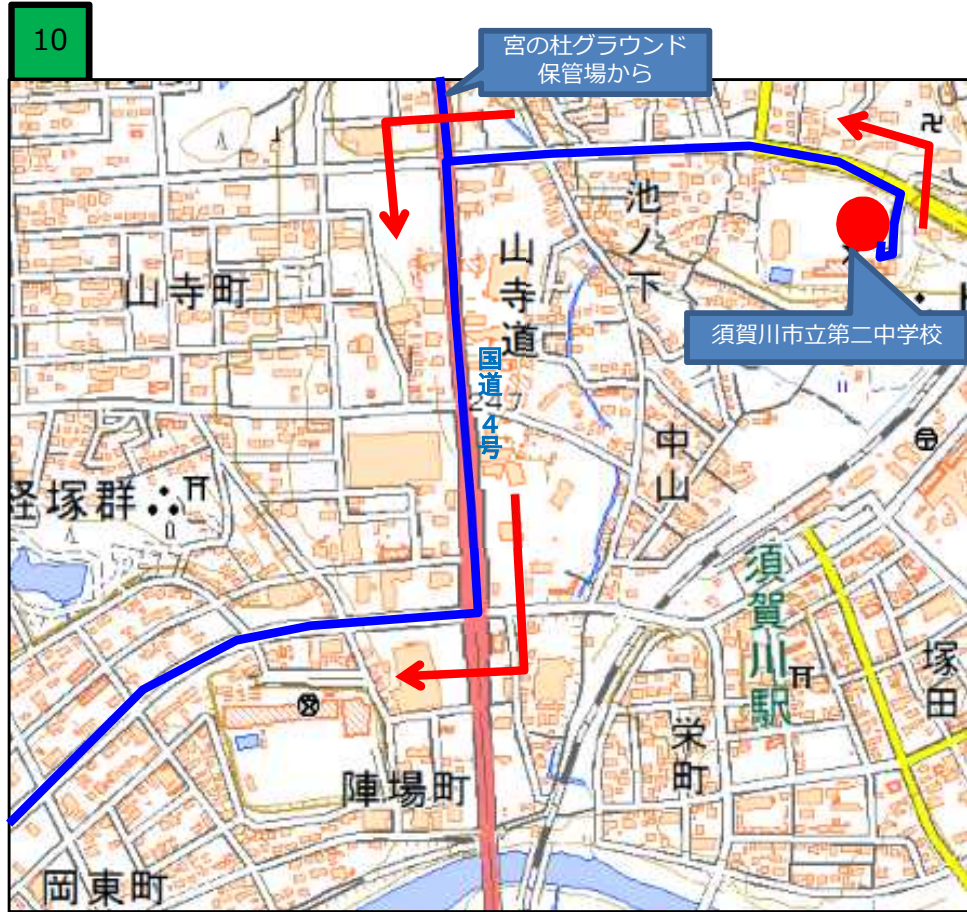 10
宮の杜グラウンド
保管場から
池ノ下
山寺道
山寺町
須賀川市立第二中学校
国道4号
中山
経塚群
須賀川駅
塚田
栄町
陣場町
岡東町